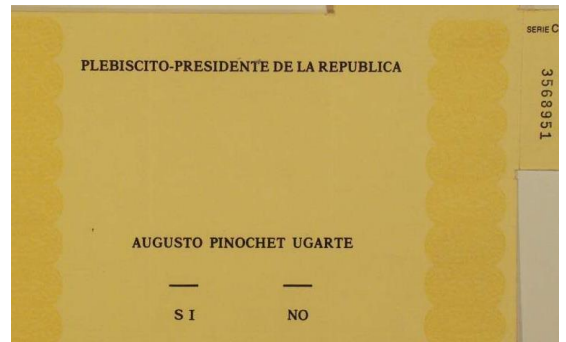 SERIE C
PLEBISCITO-PRESIDENTE DE LA REPUBLICA
3568951
AUGUSTO PINOCHET UGARTE
SI NO